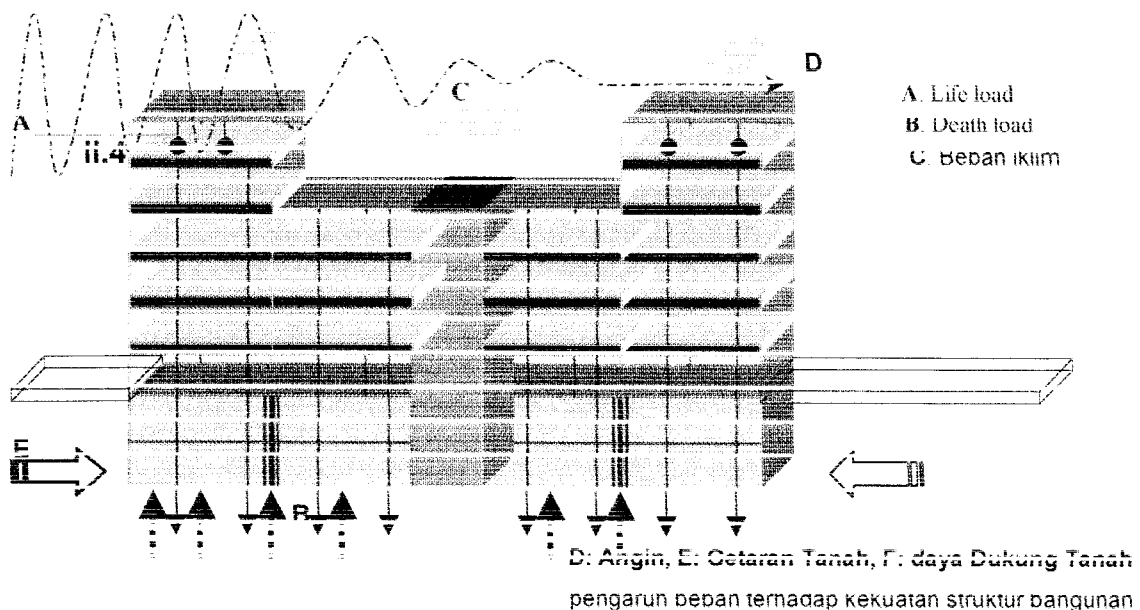 D
C
A
A. Life load
B. Death load
C. Beban iklim
ii.4
E
B
D: Angin, E: Getaran Tanah, F: daya Dukung Tanah
pengaruh beban terhadap kekuatan struktur bangunan